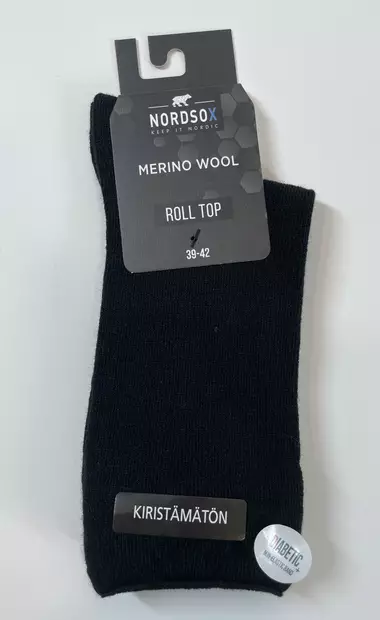 NORDSOX
KEEP IT NORDIC
MERINO WOOL
ROLL TOP
39-42
KIRISTÄMÄTÖN
DIABETIC